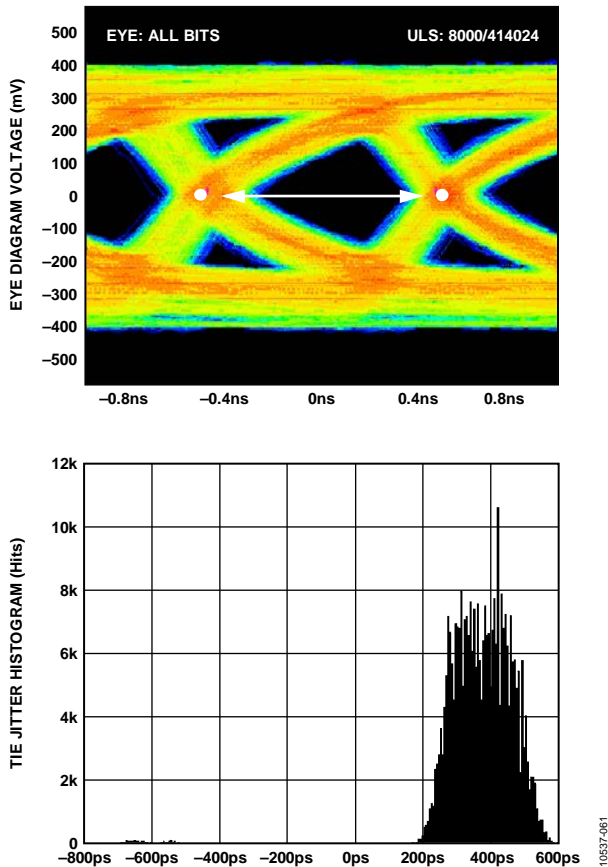 EYE: ALL BITS ULS: 8000/414024
EYE DIAGRAM VOLTAGE (mV)
500
400
300
200
100
0
–100
–200
–300
–400
–500
–0.8ns –0.4ns 0ns 0.4ns 0.8ns
TIE JITTER HISTOGRAM (Hits)
12k
10k
8k
6k
4k
2k
0
–800ps –600ps –400ps –200ps 0ps 200ps 400ps 600ps 800ps
10537-061